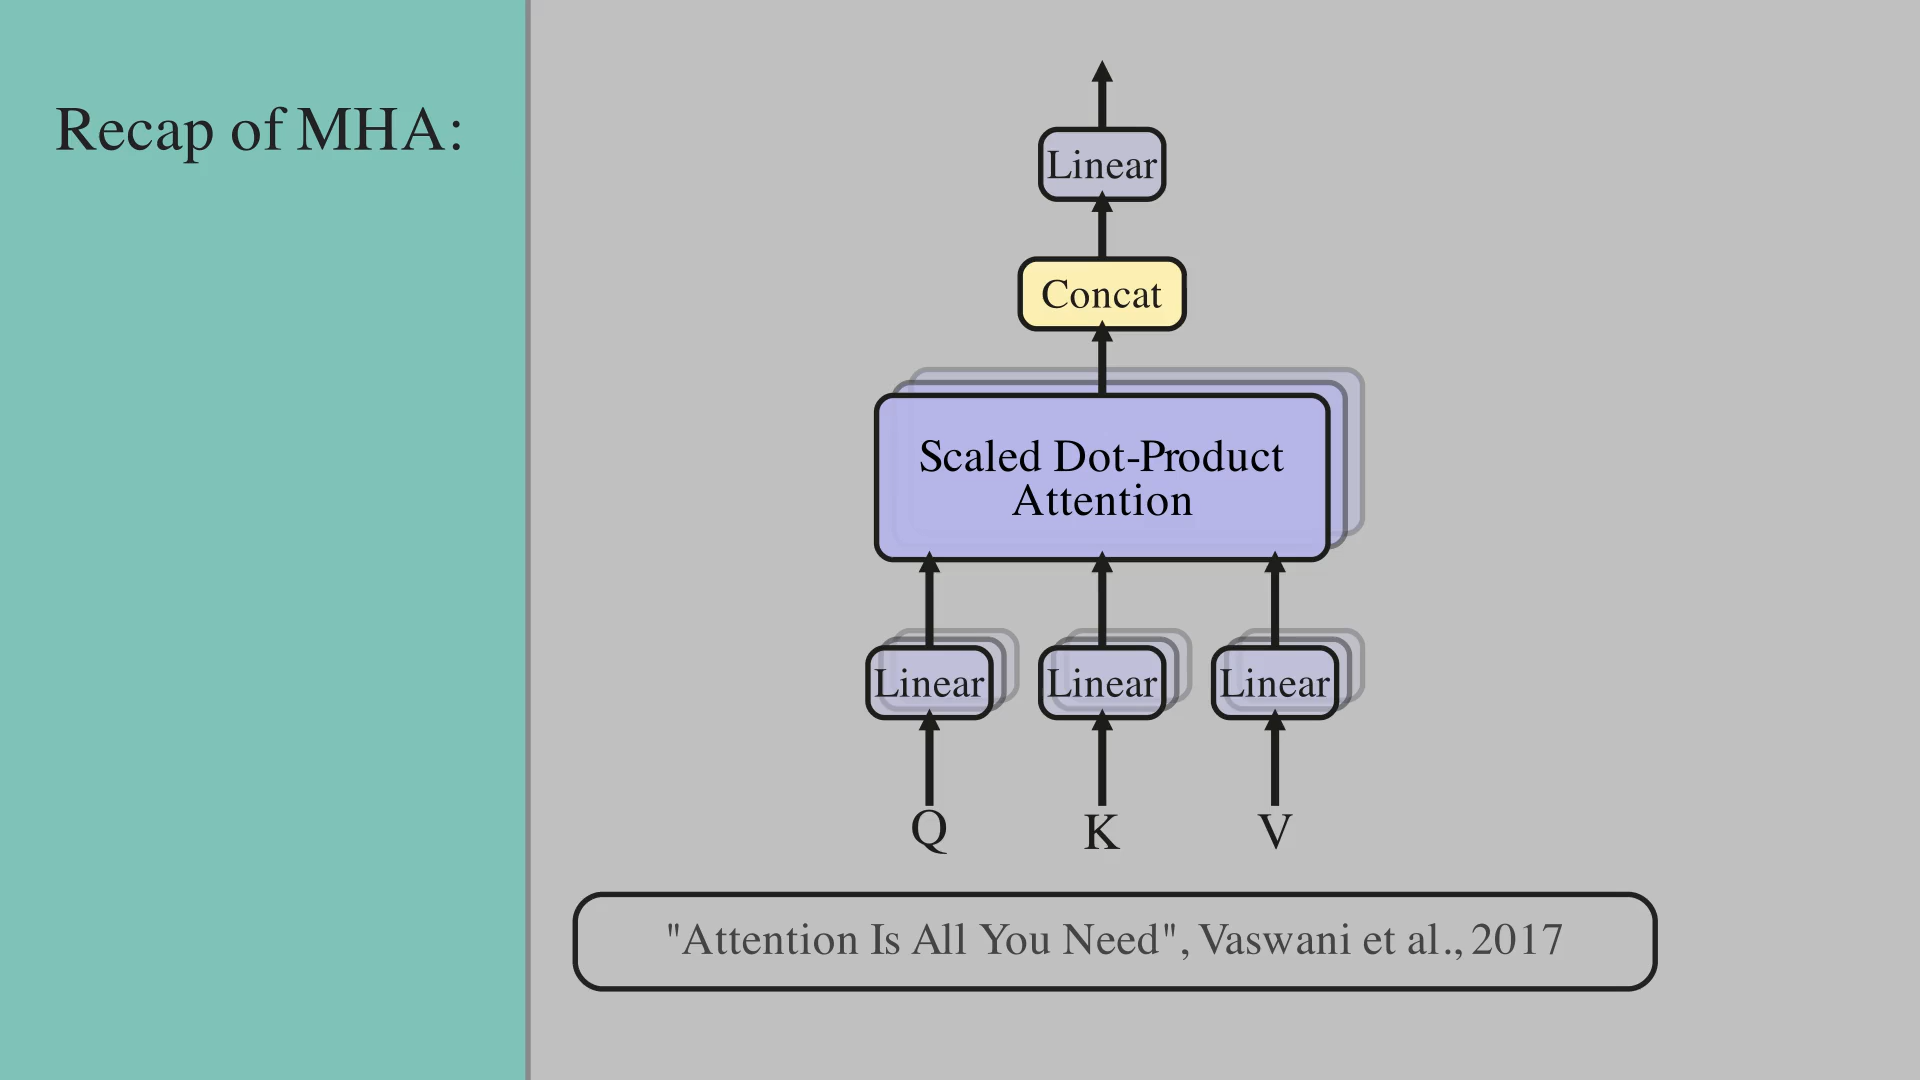 Recap of MHA:
Linear
Concat
Scaled Dot-Product
Attention
Linear Linear Linear
Q K V
"Attention Is All You Need", Vaswani et al., 2017